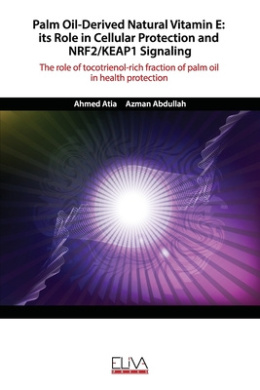 Palm Oil-Derived Natural Vitamin E:
its Role in Cellular Protection and
NRF2/KEAP1 Signaling
The role of tocotrienol-rich fraction of palm oil
in health protection
Ahmed Atia Azman Abdullah
ELIVA
PRESS